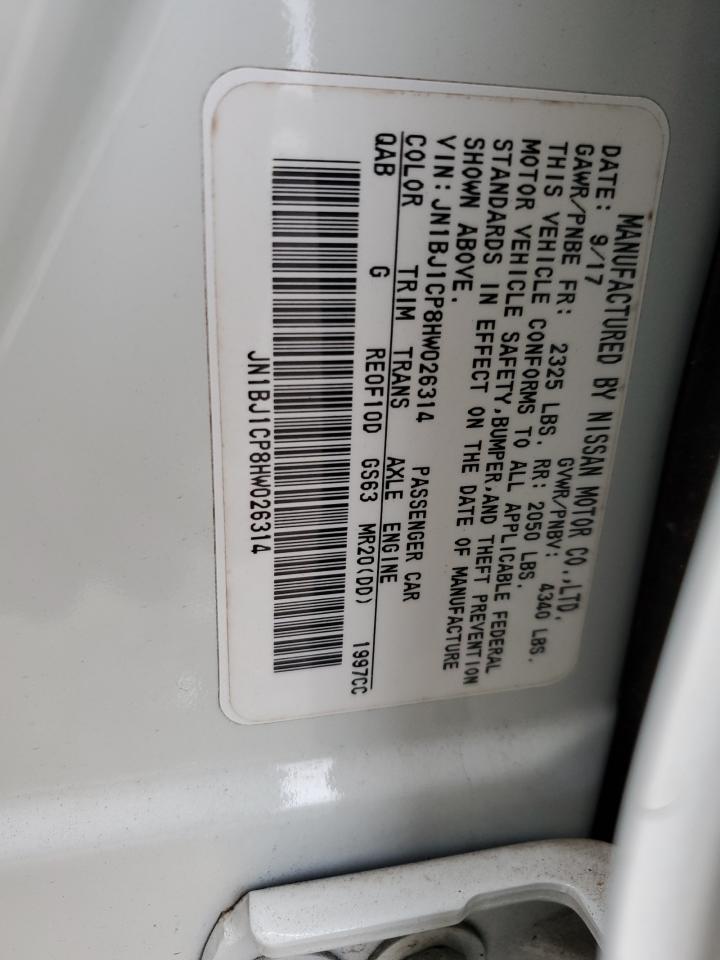 MANUFACTURED BY NISSAN MOTOR CO.,LTD.
DATE: 9/17 GVWR/PNBV: 4340 LBS.
GAWR/PNBE FR: 2325 LBS. RR: 2050 LBS.
THIS VEHICLE CONFORMS TO ALL APPLICABLE FEDERAL
MOTOR VEHICLE SAFETY,BUMPER,AND THEFT PREVENTION
STANDARDS IN EFFECT ON THE DATE OF MANUFACTURE
SHOWN ABOVE.
VIN: JN1BJ1CP8HW026314 PASSENGER CAR
COLOR TRIM TRANS AXLE ENGINE
QAB G RE0F10D GS63 MR20(DD) 1997CC
JN1BJ1CP8HW026314